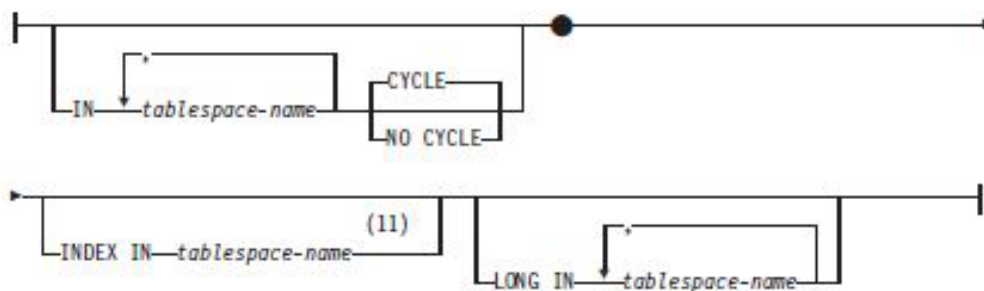 ,
CYCLE
IN tablespace-name
NO CYCLE
(11)
INDEX IN tablespace-name
,
LONG IN tablespace-name